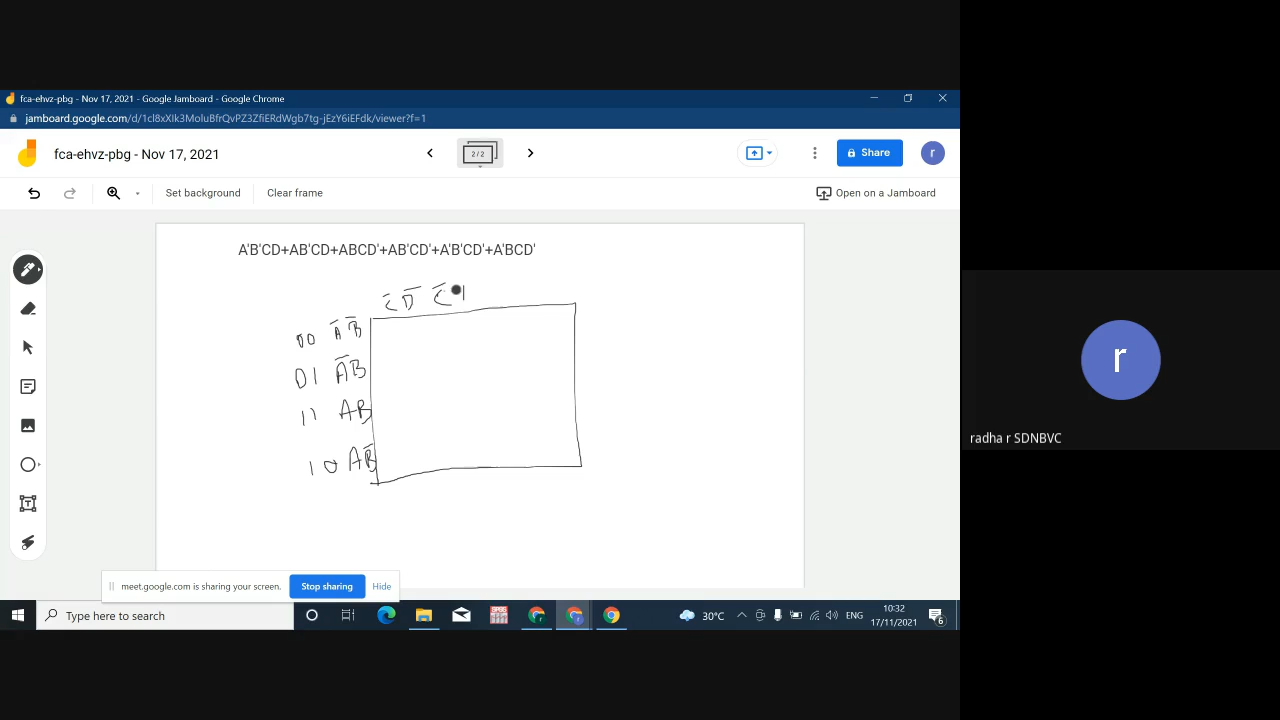 fca-ehvz-pbg - Nov 17, 2021 - Google Jamboard - Google Chrome
jamboard.google.com/d/1cl8xXIk3MoluBfrQvPZ3ZfiERdWgb7tg-jEzY6iEFdk/viewer?f=1
fca-ehvz-pbg - Nov 17, 2021
2/2
Share
r
Set background
Clear frame
Open on a Jamboard
A'B'CD+AB'CD+ABCD'+AB'CD'+A'B'CD'+A'BCD'
C̅D̅ C̅
00 A̅B̅
01 A̅B
11 AB
10 AB̅
r
radha r SDNBVC
meet.google.com is sharing your screen.
Stop sharing
Hide
Type here to search
30°C
ENG
10:32
17/11/2021
6